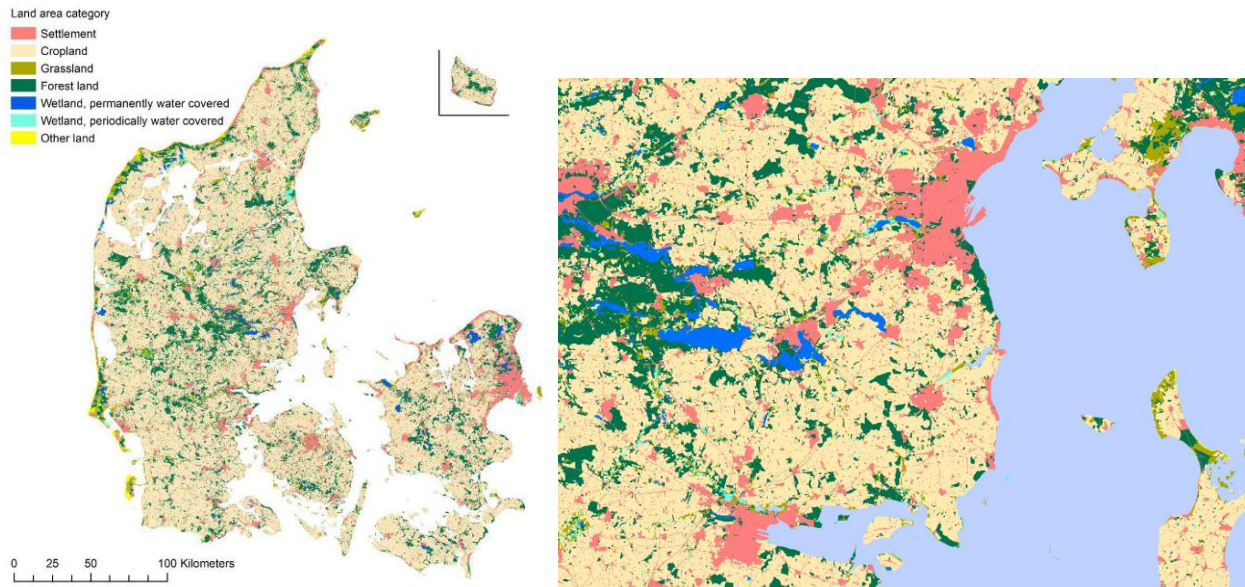 Land area category
Settlement
Cropland
Grassland
Forest land
Wetland, permanently water covered
Wetland, periodically water covered
Other land
0 25 50 100 Kilometers